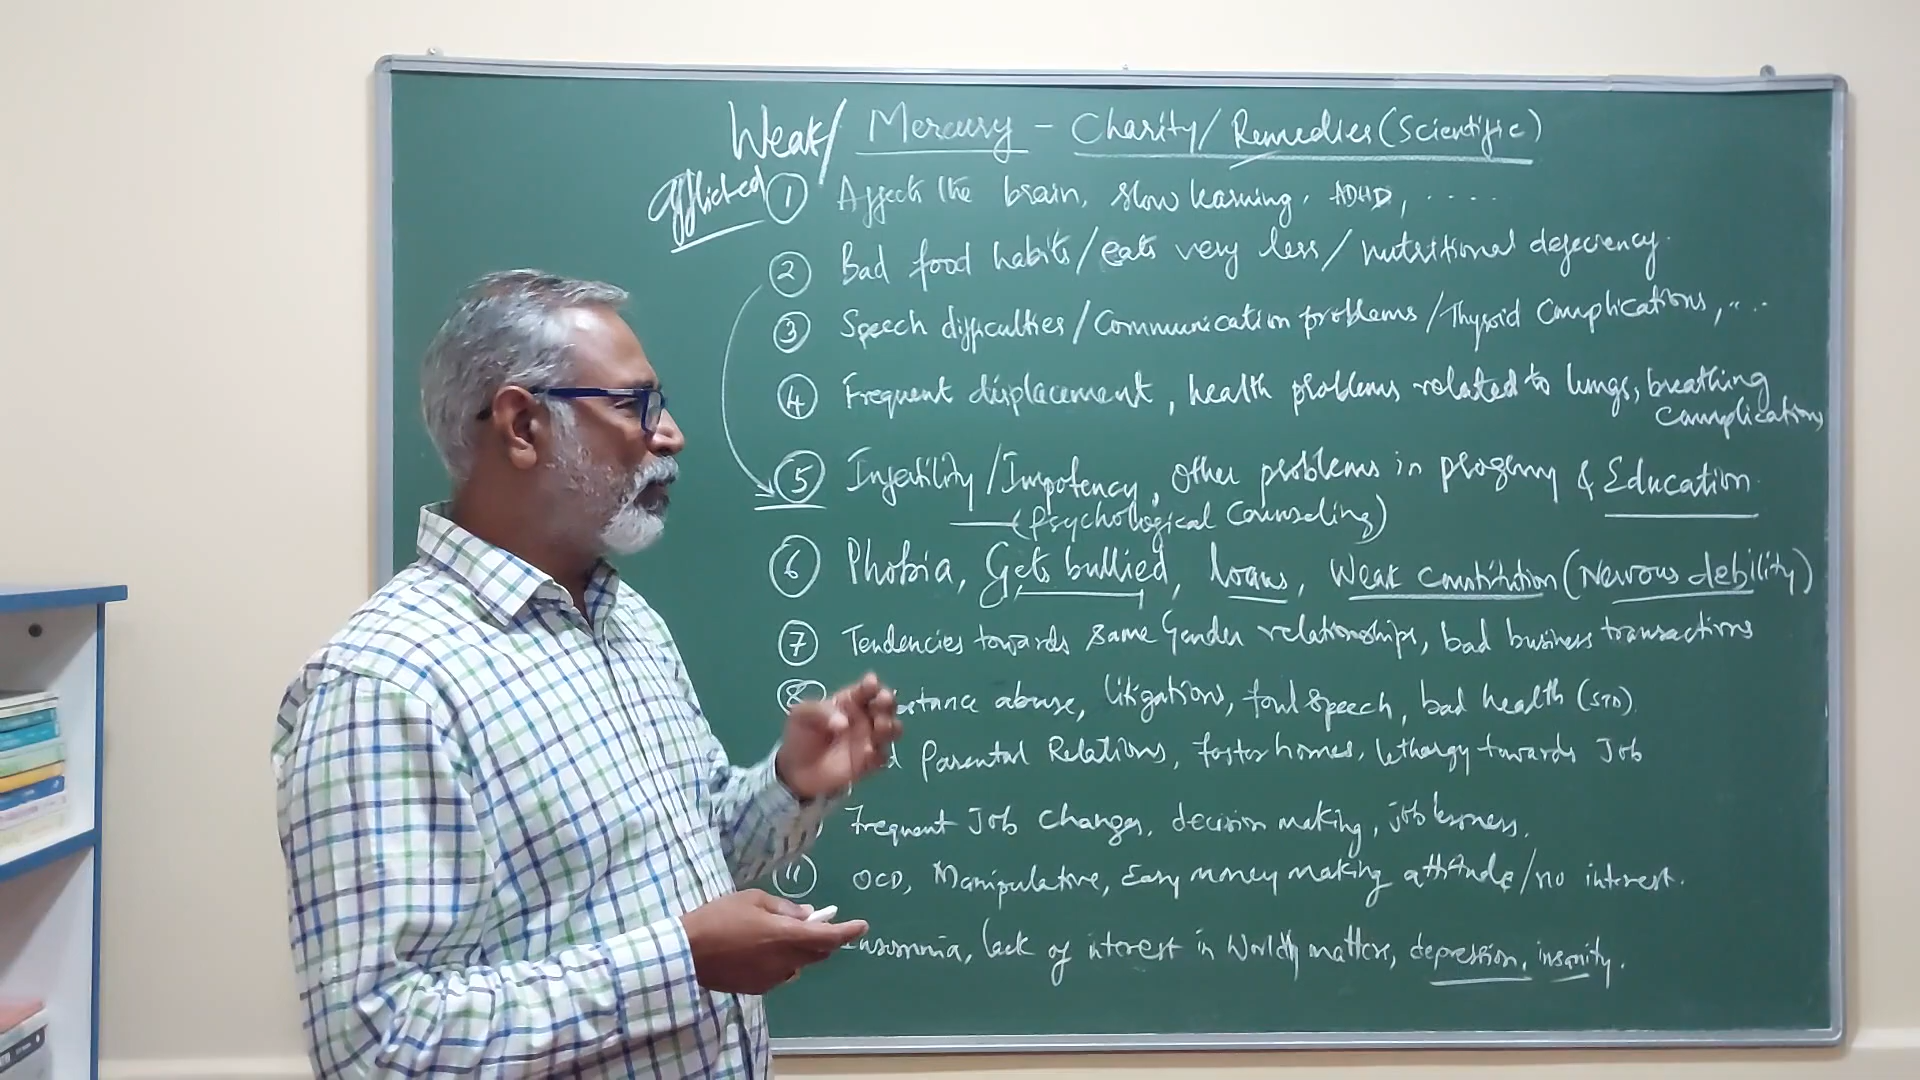 Weak/ Mercury - Charity/Remedies (Scientific)
afflicted
① Affects the brain, slow learning, ADHD, .....
② Bad food habits/eats very less/nutritional deficiency.
③ Speech difficulties/Communication problems/Thyroid Complications, ....
④ Frequent displacement, health problems related to lungs, breathing
complications
⑤ Infertility/Impotency, other problems in progeny & Education.
(Psychological Counseling)
⑥ Phobia, Gets bullied, loans, Weak constitution (Nervous debility)
⑦ Tendencies towards same Gender relationships, bad business transactions
⑧ stance abuse, litigations, foul speech, bad health (STD).
d Parental Relations, foster homes, lethargy towards Job
Frequent Job changes, decision making, joblessness.
⑪ OCD, Manipulative, Easy money making attitude/no interest.
Insomnia, lack of interest in Worldly matters, depression, insanity.